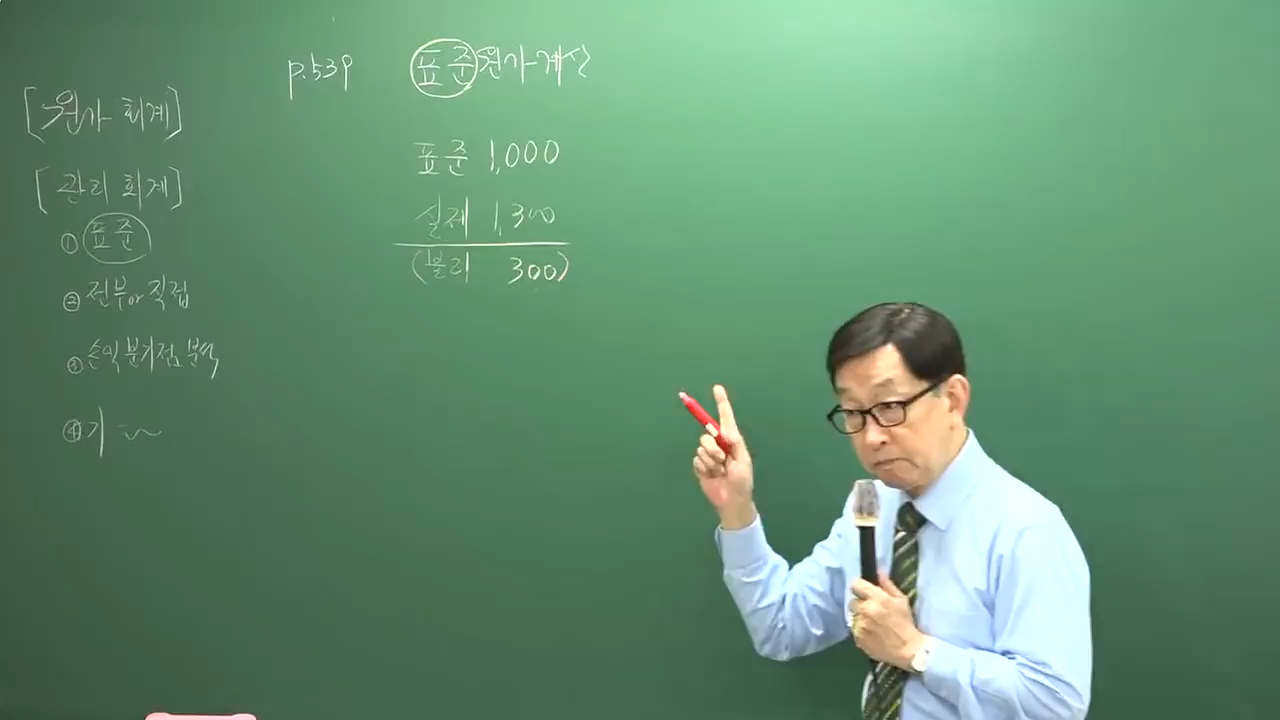 p.539 표준원가계산
[원가 회계]
[관리 회계]
① 표준
② 전부 vs 직접
③ 손익분기점 분석
④ 기
표준 1,000
실제 1,300
(불리 300)